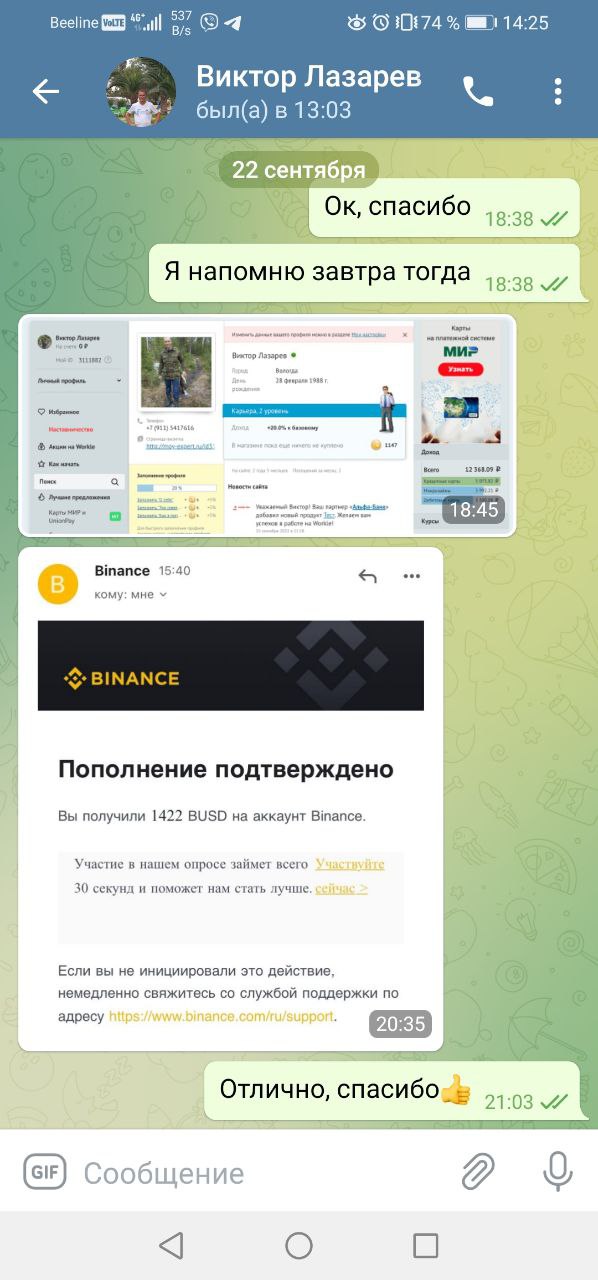 Beeline VoLTE 4G+ 537 B/s 74 % 14:25
Виктор Лазарев
был(а) в 13:03
22 сентября
Ок, спасибо 18:38
Я напомню завтра тогда 18:38
Виктор Лазарев
На счете 0 ₽
Мой ID 3111882
Личный профиль
Избранное
Наставничество
Акции на Workle
Как начать
Поиск
Лучшие предложения
Карты МИР и
UnionPay
Телефон
+7 (911) 5417616
Заполнение профиля
20 %
Изменить данные вашего профиля можно в разделе Мои настройки
Виктор Лазарев
Город Вологда
День рождения 28 февраля 1988 г.
Карьера, 2 уровень
Доход +20.0% к базовому
В магазине пока еще ничего не куплено 1147
Новости сайта
Уважаемый Виктор! Ваш партнер «Альфа-Банк»
добавил новый продукт Тест. Желаем вам
успехов в работе на Workle!
Карты
на платежной системе
МИР
Узнать
Доход
Всего 12 368.09 ₽
Курсы
18:45
B
Binance 15:40
кому: мне
BINANCE
Пополнение подтверждено
Вы получили 1422 BUSD на аккаунт Binance.
Участие в нашем опросе займет всего Участвуйте
30 секунд и поможет нам стать лучше. сейчас >
Если вы не инициировали это действие,
немедленно свяжитесь со службой поддержки по
адресу https://www.binance.com/ru/support.
20:35
Отлично, спасибо👍 21:03
GIF Сообщение